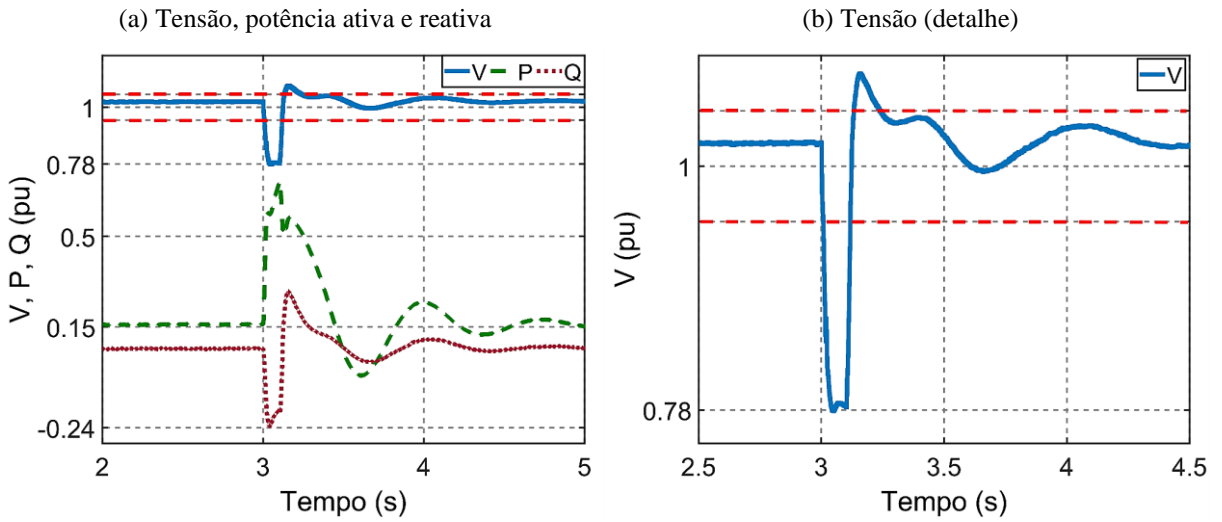 (a) Tensão, potência ativa e reativa
V P Q
1
0.78
0.5
0.15
-0.24
V, P, Q (pu)
2 3 4 5
Tempo (s)
(b) Tensão (detalhe)
V
1
0.78
V (pu)
2.5 3 3.5 4 4.5
Tempo (s)